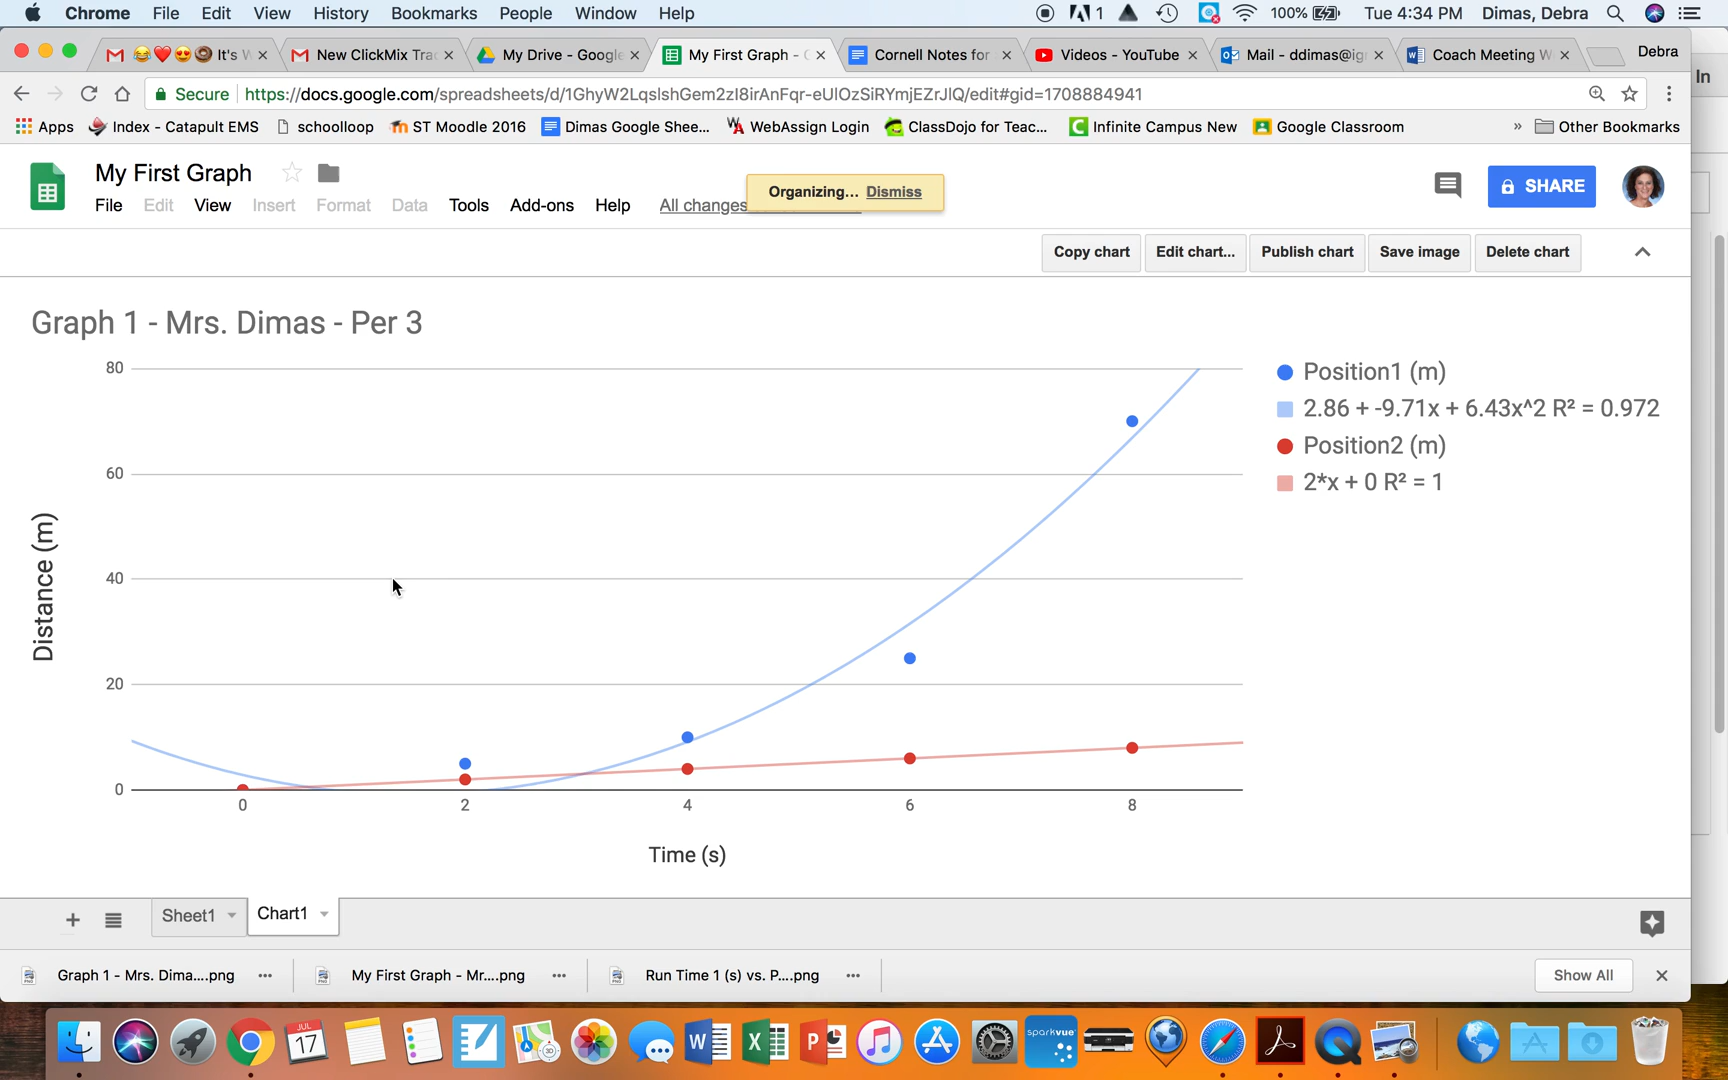 Chrome File Edit View History Bookmarks People Window Help 1 100% Tue 4:34 PM Dimas, Debra
It's W New ClickMix Tra My Drive - Google My First Graph - Cornell Notes for Videos - YouTube Mail - ddimas@ig Coach Meeting W Debra
In
Secure https://docs.google.com/spreadsheets/d/
Apps Index - Catapult EMS schoolloop ST Moodle 2016 Dimas Google Shee... WebAssign Login ClassDojo for Teac... Infinite Campus New Google Classroom » Other Bookmarks
My First Graph
Organizing... Dismiss
SHARE
File Edit View Insert Format Data Tools Add-ons Help All changes
Copy chart Edit chart... Publish chart Save image Delete chart
Graph 1 - Mrs. Dimas - Per 3
80
60
40
20
0
Distance (m)
0 2 4 6 8
Time (s)
Position1 (m)
2.86 + -9.71x + 6.43x^2 R² = 0.972
Position2 (m)
2*x + 0 R² = 1
Sheet1 Chart1
Graph 1 - Mrs. Dima....png My First Graph - Mr....png Run Time 1 (s) vs. P....png Show All
JUL
17
3D
sparkvue